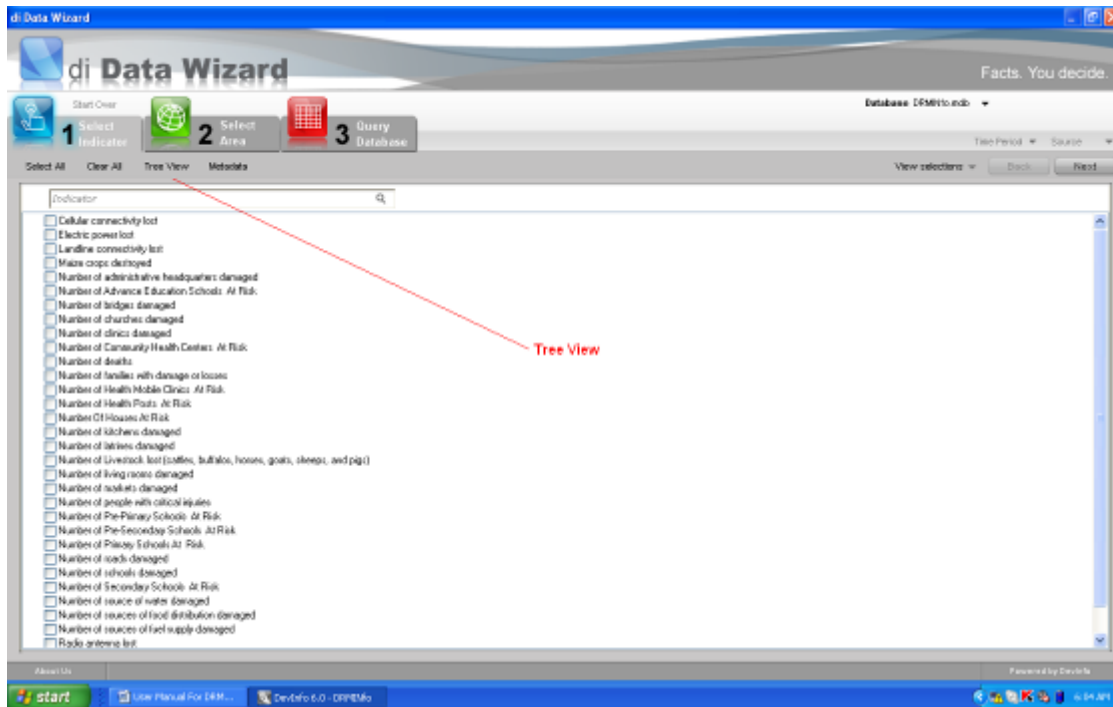 di Data Wizard
di Data Wizard
Facts. You decide.
Start Over
Database DRMInfo.mdb
1 Select Indicator
2 Select Area
3 Query Database
Time Period
Source
Select All
Clear All
Tree View
Metadata
View selections
Back
Next
Indicator
Cellular connectivity lost
Electric power lost
Landline connectivity lost
Maize crops destroyed
Number of administrative headquarters damaged
Number of Advance Education Schools At Risk
Number of bridges damaged
Number of churches damaged
Number of clinics damaged
Number of Community Health Centers At Risk
Number of deaths
Tree View
Number of families with damage or losses
Number of Health Mobile Clinics At Risk
Number of Health Posts At Risk
Number Of Houses At Risk
Number of kitchens damaged
Number of latrines damaged
Number of Livestock lost (cattles, buffalos, horses, goats, sheeps, and pigs)
Number of living rooms damaged
Number of markets damaged
Number of people with critical injuries
Number of Pre-Primary Schools At Risk
Number of Pre-Secondary Schools At Risk
Number of Primary Schools At Risk
Number of roads damaged
Number of schools damaged
Number of Secondary Schools At Risk
Number of source of water damaged
Number of sources of food distribution damaged
Number of sources of fuel supply damaged
Radio antenna lost
About Us
Powered by DevInfo
start
User Manual For DRM...
DevInfo 6.0 - DRMInfo
6:04 AM